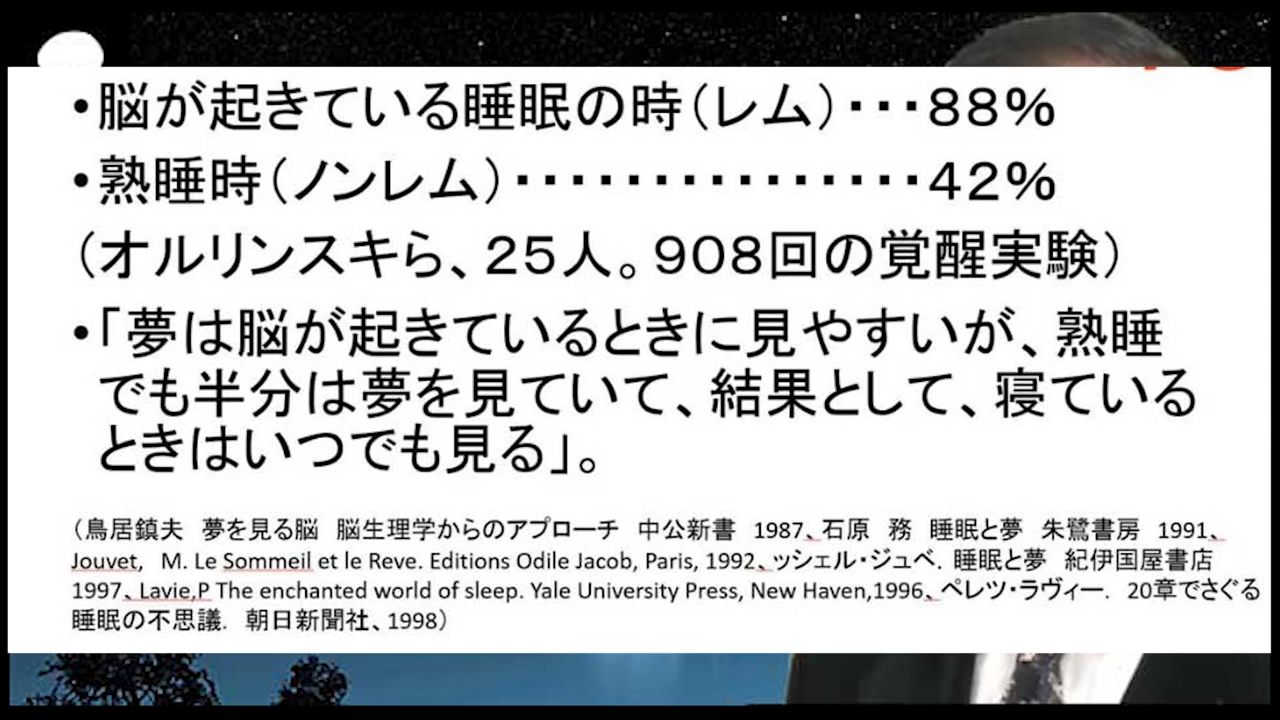 •脳が起きている睡眠の時(レム)･･･88%
•熟睡時(ノンレム)･･･････････････42%
(オルリンスキら、25人。908回の覚醒実験)
•「夢は脳が起きているときに見やすいが、熟睡
でも半分は夢を見ていて、結果として、寝ている
ときはいつでも見る」。
(鳥居鎮夫 夢を見る脳 脳生理学からのアプローチ 中公新書 1987、石原 務 睡眠と夢 朱鷺書房 1991、
Jouvet, M. Le Sommeil et le Reve. Editions Odile Jacob, Paris, 1992、ッシェル・ジュベ. 睡眠と夢 紀伊国屋書店
1997、Lavie,P The enchanted world of sleep. Yale University Press, New Haven,1996、ペレツ・ラヴィー. 20章でさぐる
睡眠の不思議. 朝日新聞社、1998)